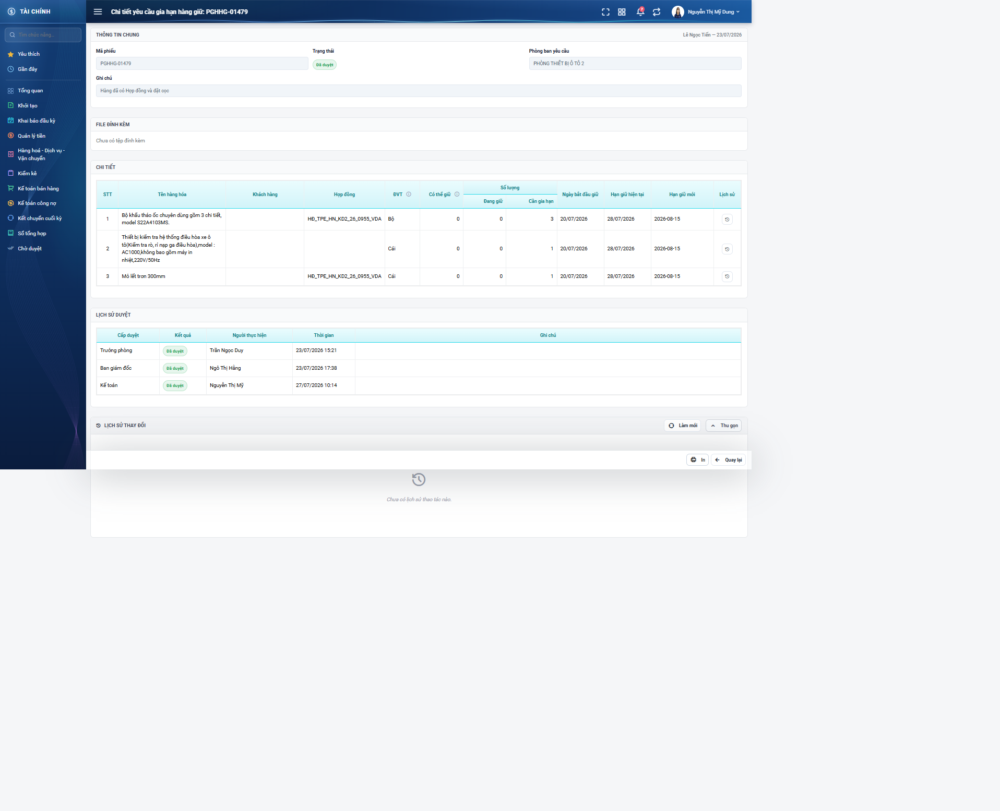 TÀI CHÍNH
Chi tiết yêu cầu gia hạn hàng giữ: PGHHG-01479
7
Nguyễn Thị Mỹ Dung
Tìm chức năng...
Yêu thích
Gần đây
Tổng quan
Khởi tạo
Khai báo đầu kỳ
Quản lý tiền
Hàng hoá - Dịch vụ -
Vận chuyển
Kiểm kê
Kế toán bán hàng
Kế toán công nợ
Kết chuyển cuối kỳ
Sổ tổng hợp
Chờ duyệt
THÔNG TIN CHUNG
Lê Ngọc Tiến — 23/07/2026
Mã phiếu
Trạng thái
Phòng ban yêu cầu
PGHHG-01479
Đã duyệt
PHÒNG THIẾT BỊ Ô TÔ 2
Ghi chú
Hàng đã có Hợp đồng và đặt cọc
FILE ĐÍNH KÈM
Chưa có tệp đính kèm
CHI TIẾT
STT Tên hàng hóa Khách hàng Hợp đồng ĐVT Có thể giữ Số lượng Ngày bắt đầu giữ Hạn giữ hiện tại Hạn giữ mới Lịch sử
Đang giữ Cần gia hạn
1 Bộ khẩu tháo ốc chuyên dùng gồm 3 chi tiết, HĐ_TPE_HN_KD2_26_0955_VDA Bộ 0 0 3 20/07/2026 28/07/2026 2026-08-15
model S22A4103MS.
Thiết bị kiểm tra hệ thống điều hòa xe ô
tô(Kiểm tra rò, rỉ nạp ga điều hòa),model :
2 Cái 0 0 1 20/07/2026 28/07/2026 2026-08-15
AC1000,không bao gồm máy in
nhiệt,220V/50Hz
3 Mỏ lết trơn 300mm HĐ_TPE_HN_KD2_26_0955_VDA Cái 0 0 1 20/07/2026 28/07/2026 2026-08-15
LỊCH SỬ DUYỆT
Cấp duyệt Kết quả Người thực hiện Thời gian Ghi chú
Trưởng phòng Đã duyệt Trần Ngọc Duy 23/07/2026 15:21
Ban giám đốc Đã duyệt Ngô Thị Hằng 23/07/2026 17:38
Kế toán Đã duyệt Nguyễn Thị Mỹ 27/07/2026 10:14
LỊCH SỬ THAY ĐỔI
Làm mới
Thu gọn
In
Quay lại
Chưa có lịch sử thao tác nào.